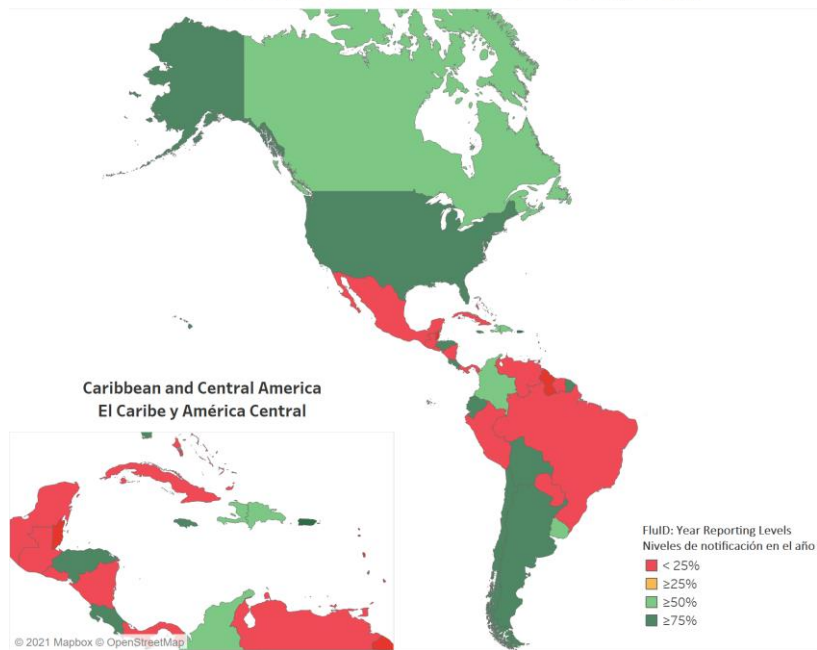 Caribbean and Central America
El Caribe y América Central
FluID: Year Reporting Levels
Niveles de notificación en el año
< 25%
≥25%
≥50%
≥75%
© 2021 Mapbox © OpenStreetMap